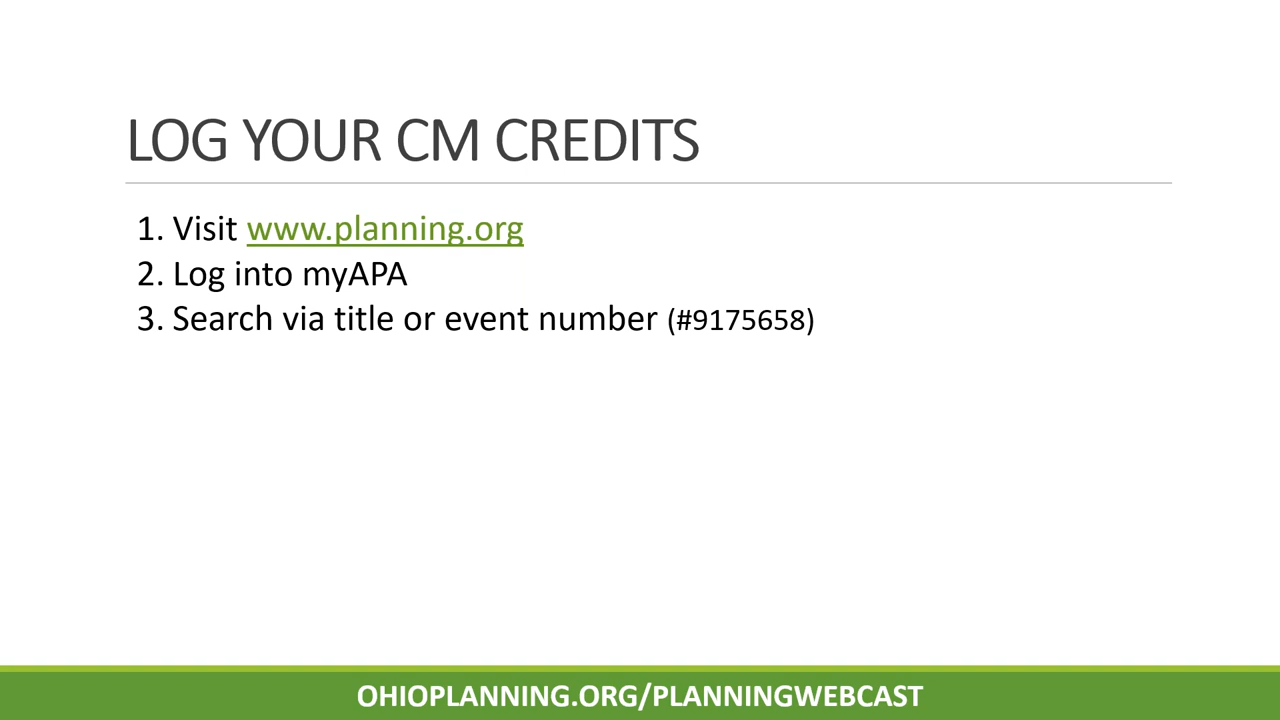 LOG YOUR CM CREDITS
1. Visit www.planning.org
2. Log into myAPA
3. Search via title or event number (#9175658)
OHIOPLANNING.ORG/PLANNINGWEBCAST